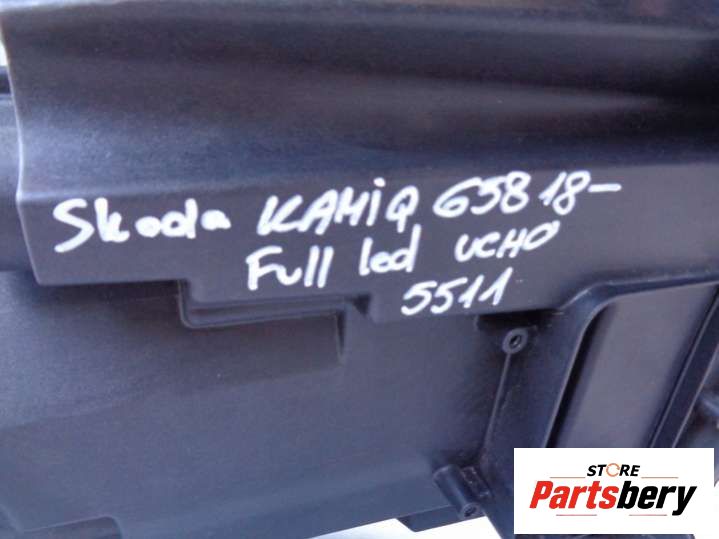 Skoda KAMiQ 658 18-
Full led UCHO
5511
STORE
Partsbery